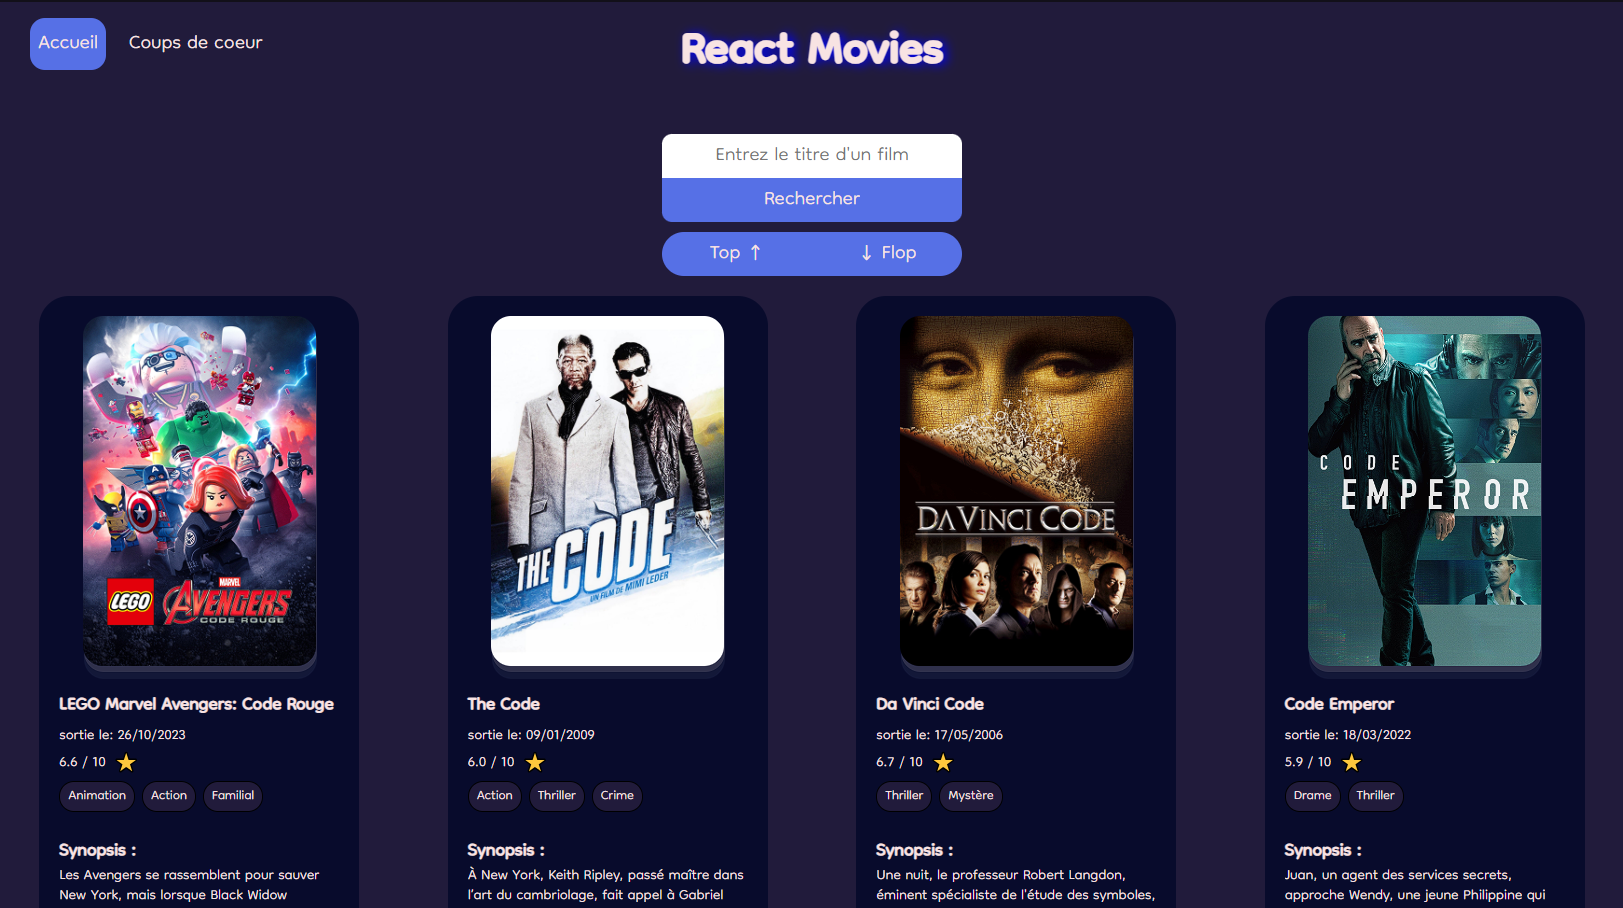 Accueil
Coups de coeur
React Movies
Entrez le titre d'un film
Rechercher
Top ↑
↓ Flop
LEGO
MARVEL
AVENGERS
CODE ROUGE
THE CODE
UN FILM DE MIMI LEDER
DA VINCI CODE
CODE
EMPEROR
LEGO Marvel Avengers: Code Rouge
sortie le: 26/10/2023
6.6 / 10
Animation
Action
Familial
Synopsis :
Les Avengers se rassemblent pour sauver
New York, mais lorsque Black Widow
The Code
sortie le: 09/01/2009
6.0 / 10
Action
Thriller
Crime
Synopsis :
À New York, Keith Ripley, passé maître dans
l'art du cambriolage, fait appel à Gabriel
Da Vinci Code
sortie le: 17/05/2006
6.7 / 10
Thriller
Mystère
Synopsis :
Une nuit, le professeur Robert Langdon,
éminent spécialiste de l'étude des symboles,
Code Emperor
sortie le: 18/03/2022
5.9 / 10
Drame
Thriller
Synopsis :
Juan, un agent des services secrets,
approche Wendy, une jeune Philippine qui